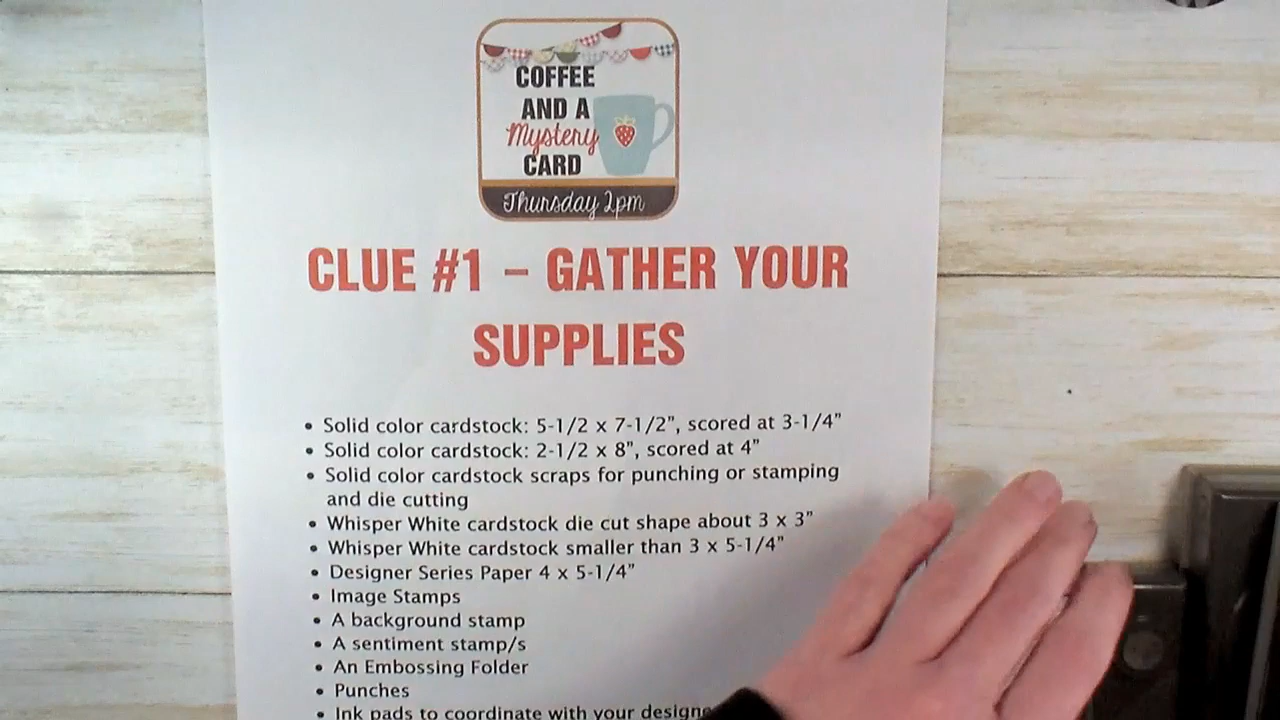 COFFEE
AND A
Mystery
CARD
Thursday 2pm
CLUE #1 – GATHER YOUR
SUPPLIES
• Solid color cardstock: 5-1/2 x 7-1/2”, scored at 3-1/4”
• Solid color cardstock: 2-1/2 x 8”, scored at 4”
• Solid color cardstock scraps for punching or stamping
and die cutting
• Whisper White cardstock die cut shape about 3 x 3”
• Whisper White cardstock smaller than 3 x 5-1/4”
• Designer Series Paper 4 x 5-1/4”
• Image Stamps
• A background stamp
• A sentiment stamp/s
• An Embossing Folder
• Punches
• Ink pads to coordinate with your